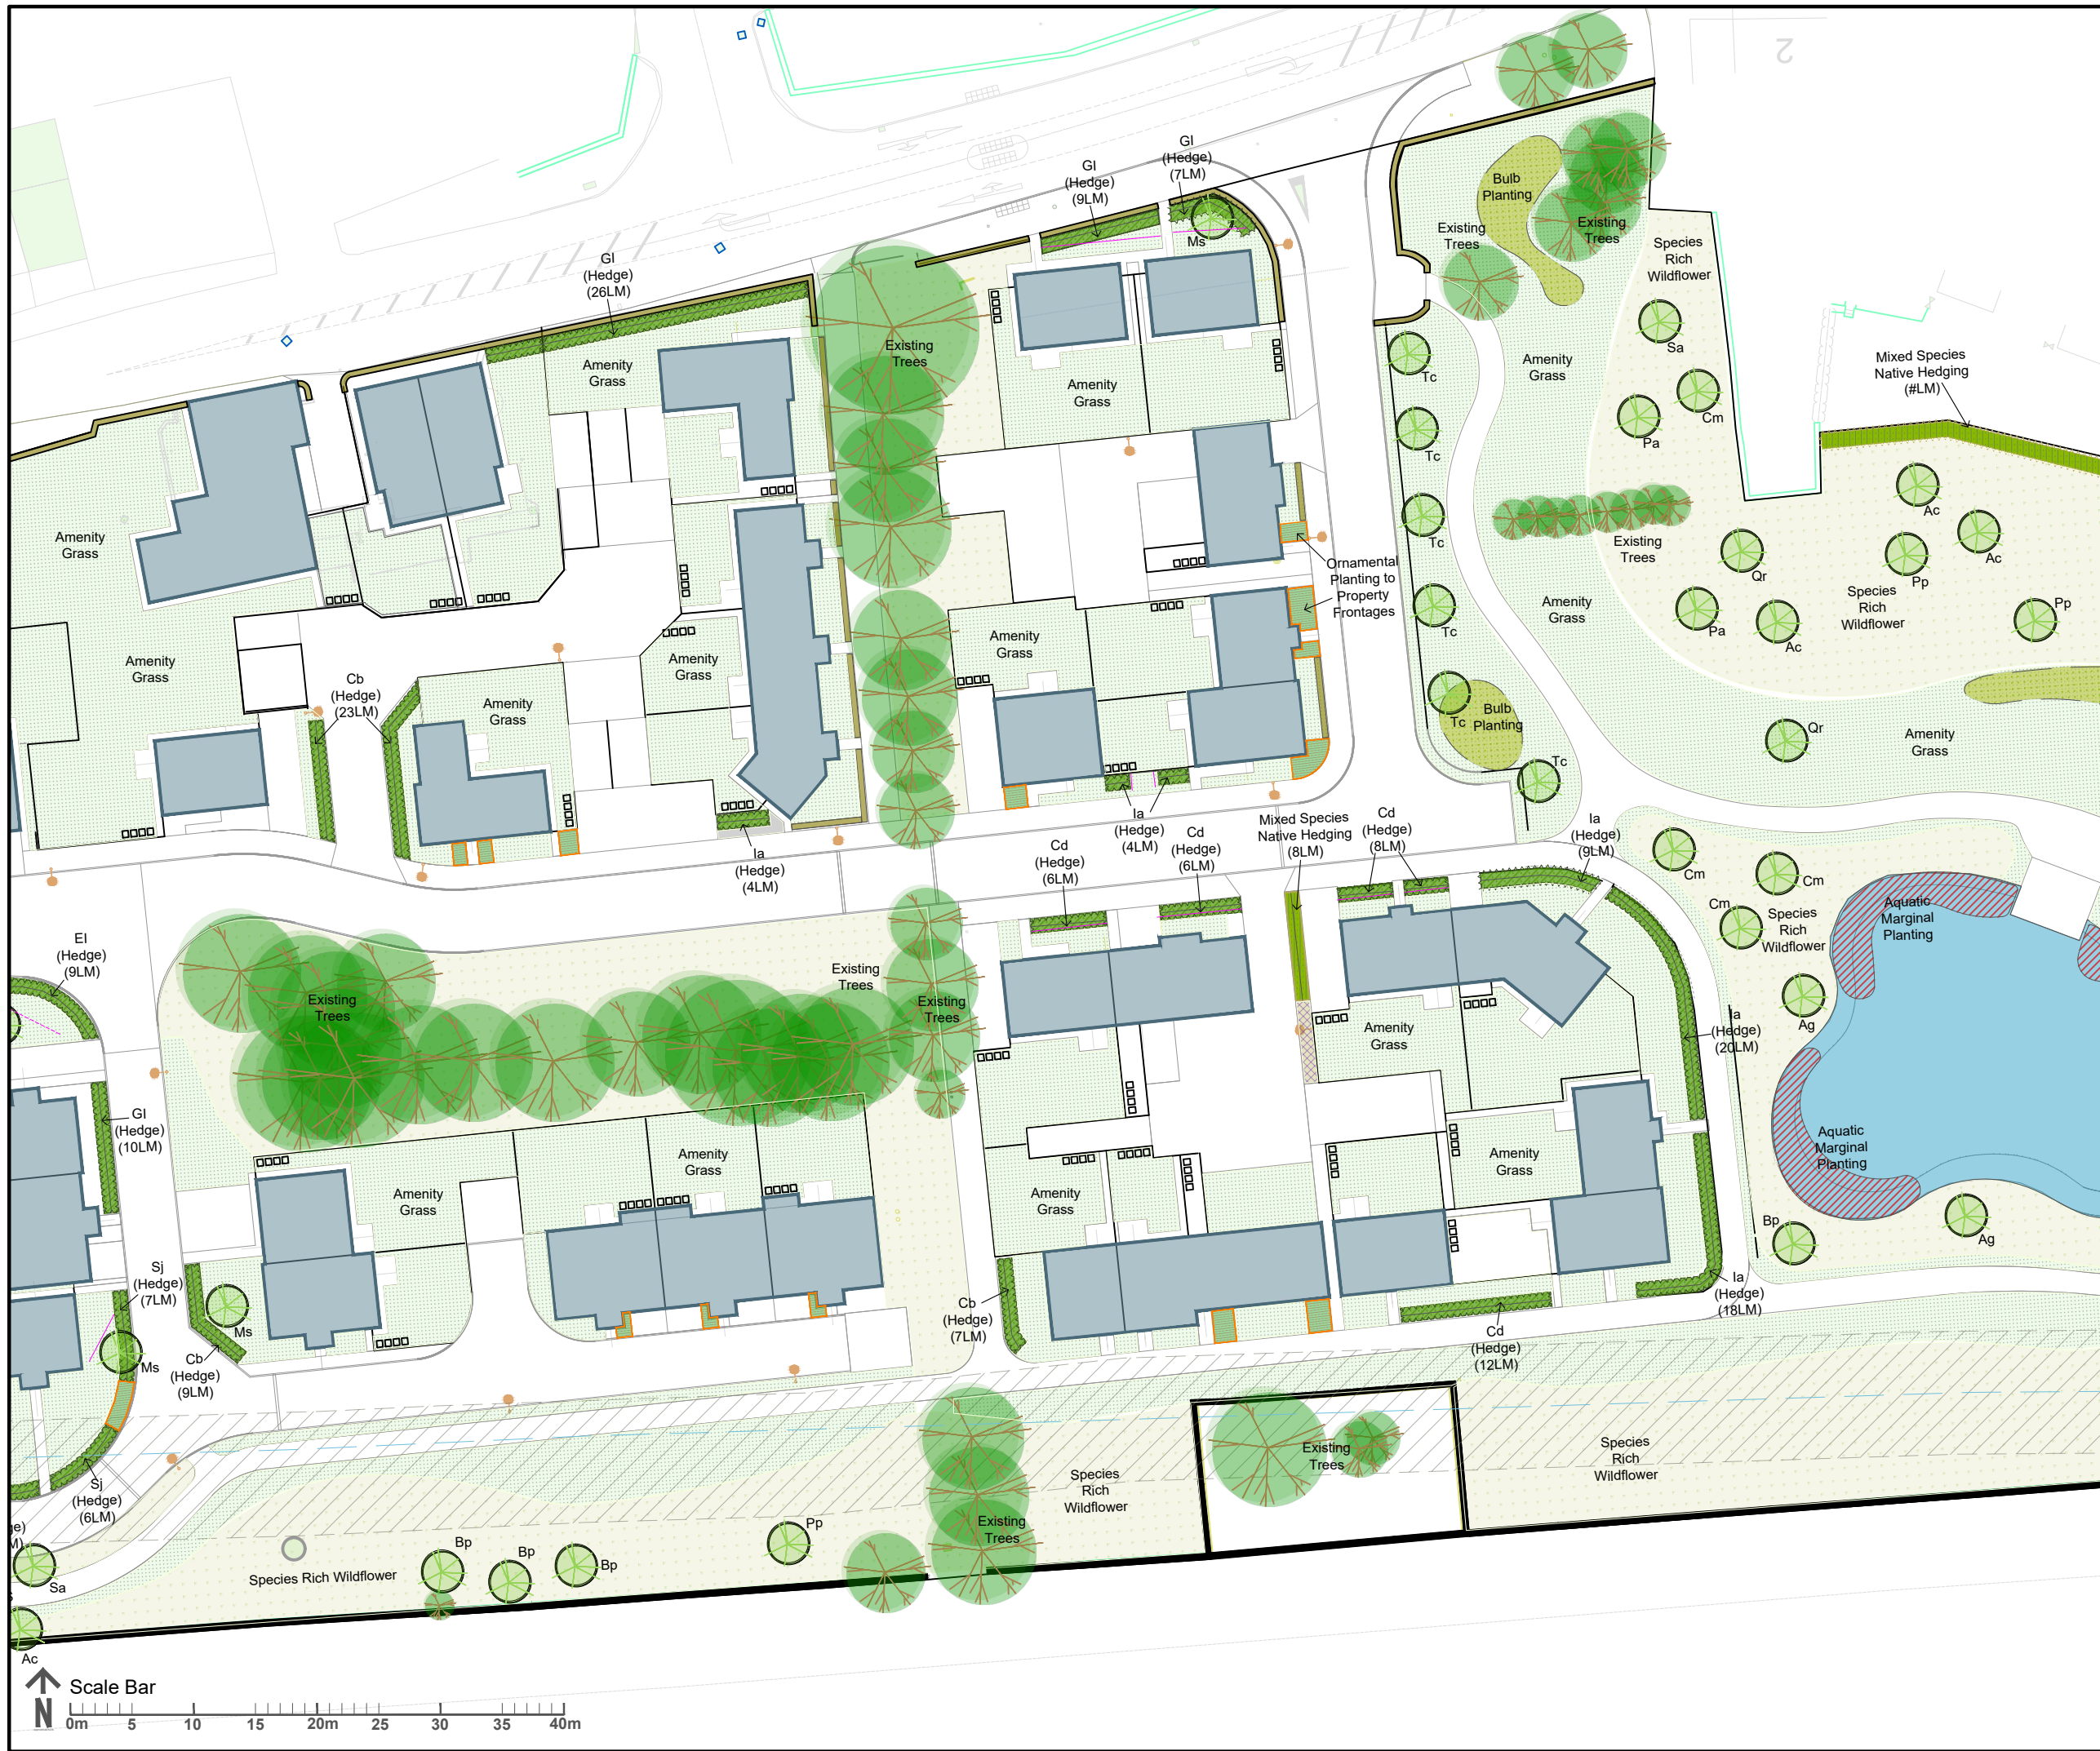 2
Gl
(Hedge)
(7LM)
Gl
(Hedge)
(9LM)
Ms
Bulb
Planting
Existing
Trees
Existing
Trees
Species
Rich
Wildflower
Gl
(Hedge)
(26LM)
Existing
Trees
Amenity
Grass
Amenity
Grass
Amenity
Grass
Sa
Tc
Cm
Pa
Tc
Mixed Species
Native Hedging
(#LM)
Ac
Ac
Pp
Qr
Existing
Trees
Tc
Amenity
Grass
Ornamental
Planting to
Property
Frontages
Amenity
Grass
Species
Rich
Wildflower
Pp
Pa
Ac
Tc
Amenity
Grass
Amenity
Grass
Amenity
Grass
Cb
(Hedge)
(23LM)
Amenity
Grass
Tc
Bulb
Planting
Qr
Amenity
Grass
Tc
Ia
(Hedge)
(4LM)
Ia
(Hedge)
(4LM)
Cd
(Hedge)
(6LM)
Cd
(Hedge)
(6LM)
Mixed Species
Native Hedging
(8LM)
Cd
(Hedge)
(8LM)
Ia
(Hedge)
(9LM)
Cm
Cm
Cm
Species
Rich
Wildflower
Aquatic
Marginal
Planting
El
(Hedge)
(9LM)
Existing
Trees
Existing
Trees
Existing
Trees
Amenity
Grass
Ia
(Hedge)
(20LM)
Ag
Gl
(Hedge)
(10LM)
Amenity
Grass
Amenity
Grass
Amenity
Grass
Amenity
Grass
Aquatic
Marginal
Planting
Bp
Ag
Sj
(Hedge)
(7LM)
Ms
Ms
Cb
(Hedge)
(9LM)
Cb
(Hedge)
(7LM)
Cd
(Hedge)
(12LM)
Ia
(Hedge)
(18LM)
Sj
(Hedge)
(6LM)
Existing
Trees
Species
Rich
Wildflower
Species
Rich
Wildflower
Existing
Trees
Pp
Bp
Bp
Bp
Species Rich Wildflower
Sa
Ac
Scale Bar
N
0m 5 10 15 20m 25 30 35 40m